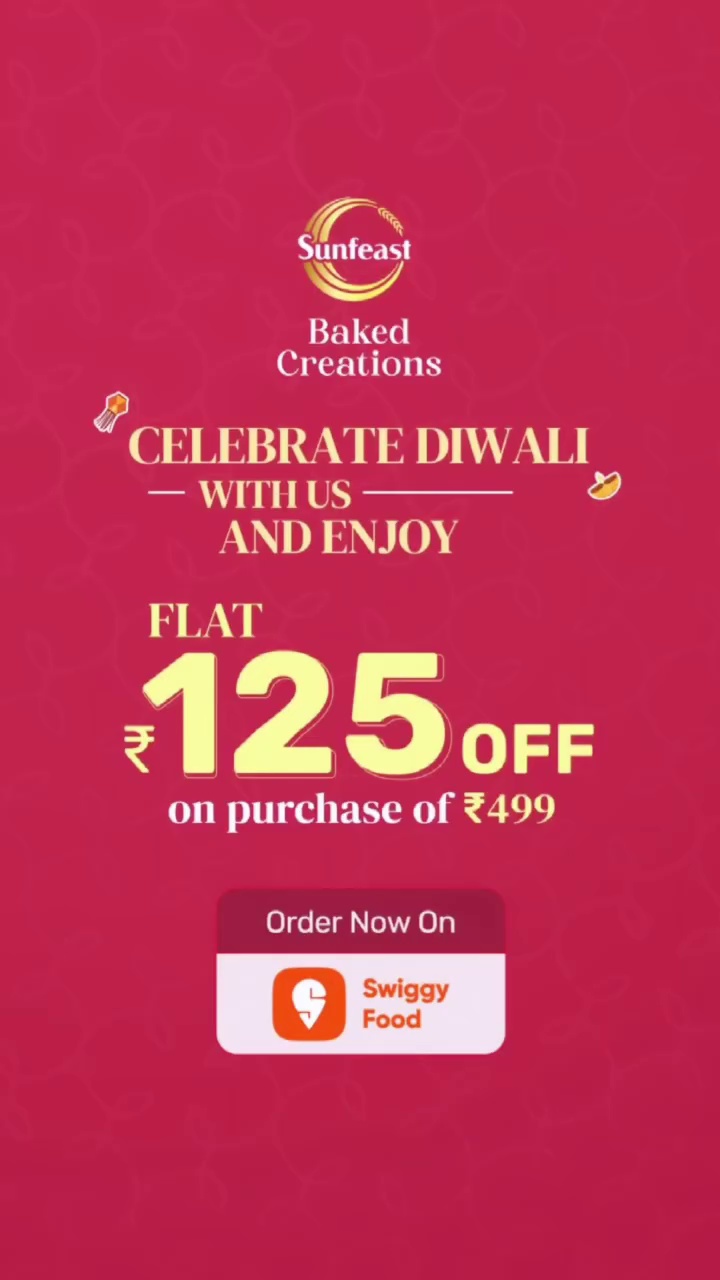 Sunfeast
Baked
Creations
CELEBRATE DIWALI
WITH US
AND ENJOY
FLAT
₹125 OFF
on purchase of ₹499
Order Now On
Swiggy
Food